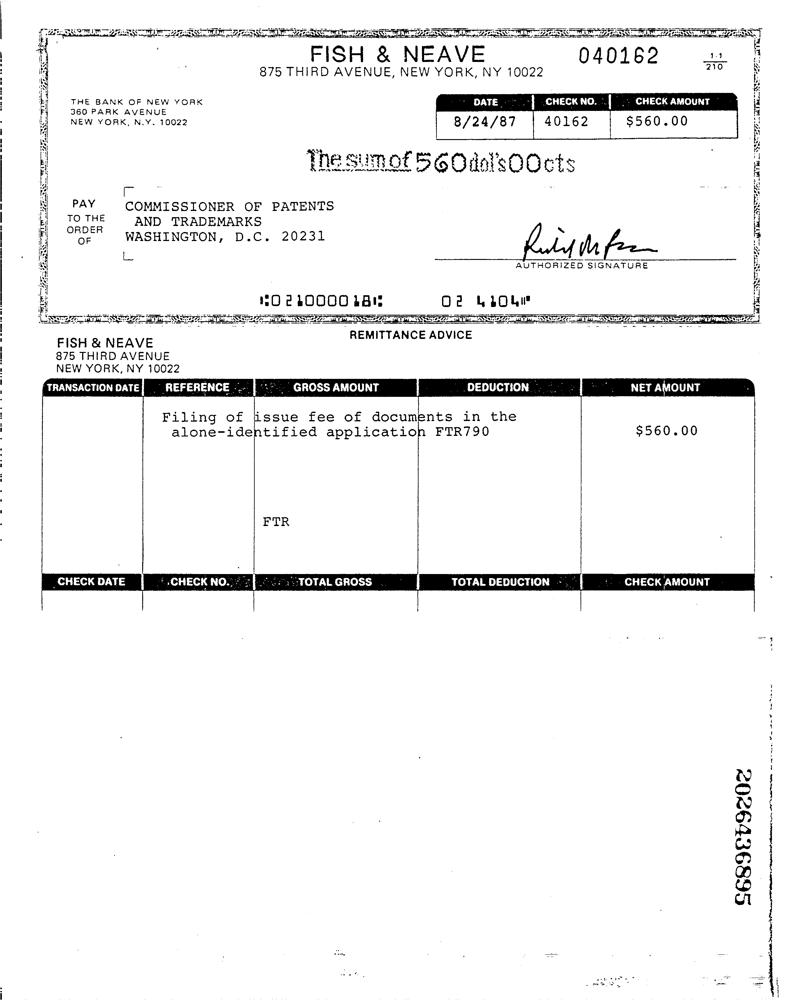 FISH & NEAVE
875 THIRD AVENUE, NEW YORK, NY 10022
040162
1-1
210
THE BANK OF NEW YORK
360 PARK AVENUE
NEW YORK, N.Y. 10022
DATE CHECK NO. CHECK AMOUNT
8/24/87 40162 $560.00
The sum of 560 dol's 00 cts
PAY
TO THE
ORDER
OF
COMMISSIONER OF PATENTS
AND TRADEMARKS
WASHINGTON, D.C. 20231
AUTHORIZED SIGNATURE
⑆021000018⑆ 02 4104⑈
REMITTANCE ADVICE
FISH & NEAVE
875 THIRD AVENUE
NEW YORK, NY 10022
TRANSACTION DATE REFERENCE GROSS AMOUNT DEDUCTION NET AMOUNT
Filing of issue fee of documents in the
alone-identified application FTR790 $560.00
FTR
CHECK DATE CHECK NO. TOTAL GROSS TOTAL DEDUCTION CHECK AMOUNT
2026436895